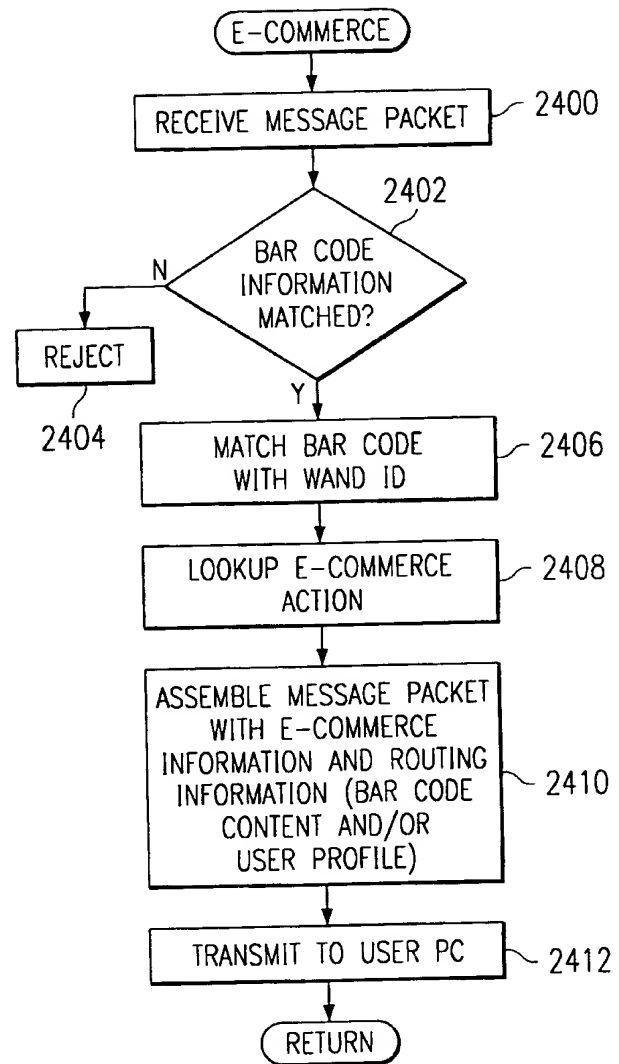 E-COMMERCE
RECEIVE MESSAGE PACKET
2400
2402
BAR CODE
INFORMATION
MATCHED?
N
REJECT
2404
Y
MATCH BAR CODE
WITH WAND ID
2406
LOOKUP E-COMMERCE
ACTION
2408
ASSEMBLE MESSAGE PACKET
WITH E-COMMERCE
INFORMATION AND ROUTING
INFORMATION (BAR CODE
CONTENT AND/OR
USER PROFILE)
2410
TRANSMIT TO USER PC
2412
RETURN